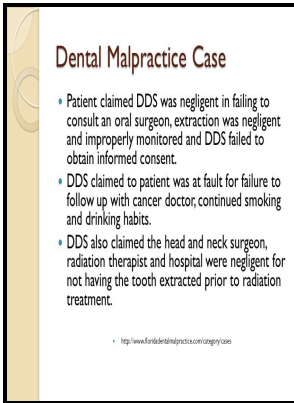 Dental Malpractice Case
• Patient claimed DDS was negligent in failing to
consult an oral surgeon, extraction was negligent
and improperly monitored and DDS failed to
obtain informed consent.
• DDS claimed to patient was at fault for failure to
follow up with cancer doctor, continued smoking
and drinking habits.
• DDS also claimed the head and neck surgeon,
radiation therapist and hospital were negligent for
not having the tooth extracted prior to radiation
treatment.
• http://www.floridadentalmalpractice.com/category/cases